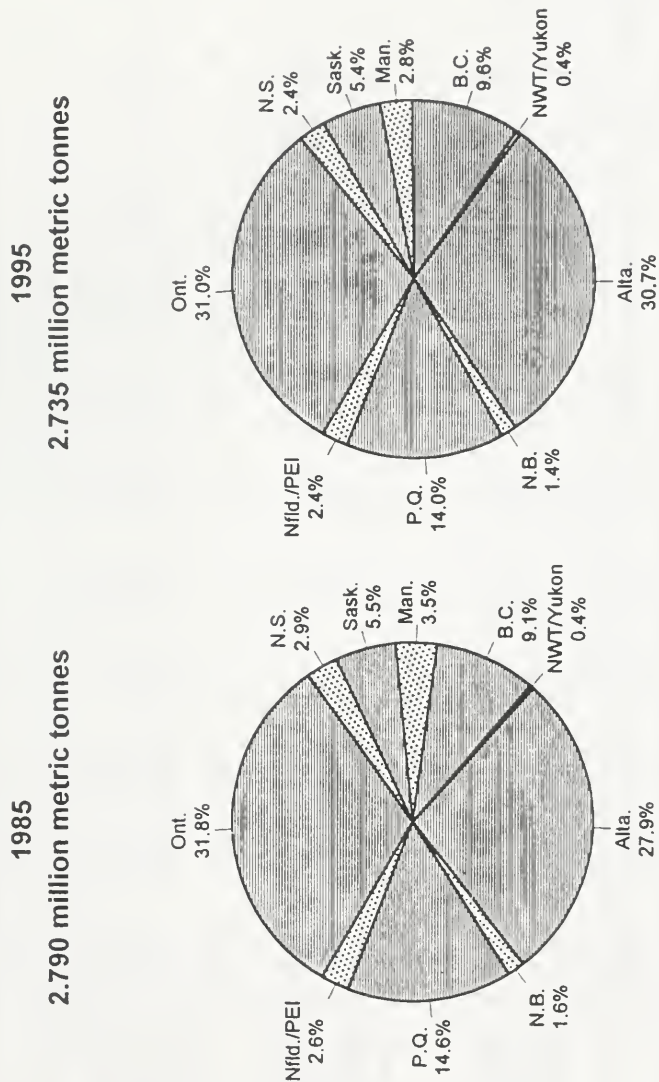 1985
2.790 million metric tonnes
Ont.
31.8%
N.S.
2.9%
Sask.
5.5%
Man.
3.5%
B.C.
9.1%
NWT/Yukon
0.4%
Alta.
27.9%
N.B.
1.6%
P.Q.
14.6%
Nfld./PEI
2.6%
1995
2.735 million metric tonnes
Ont.
31.0%
N.S.
2.4%
Sask.
5.4%
Man.
2.8%
B.C.
9.6%
NWT/Yukon
0.4%
Alta.
30.7%
N.B.
1.4%
P.Q.
14.0%
Nfld./PEI
2.4%